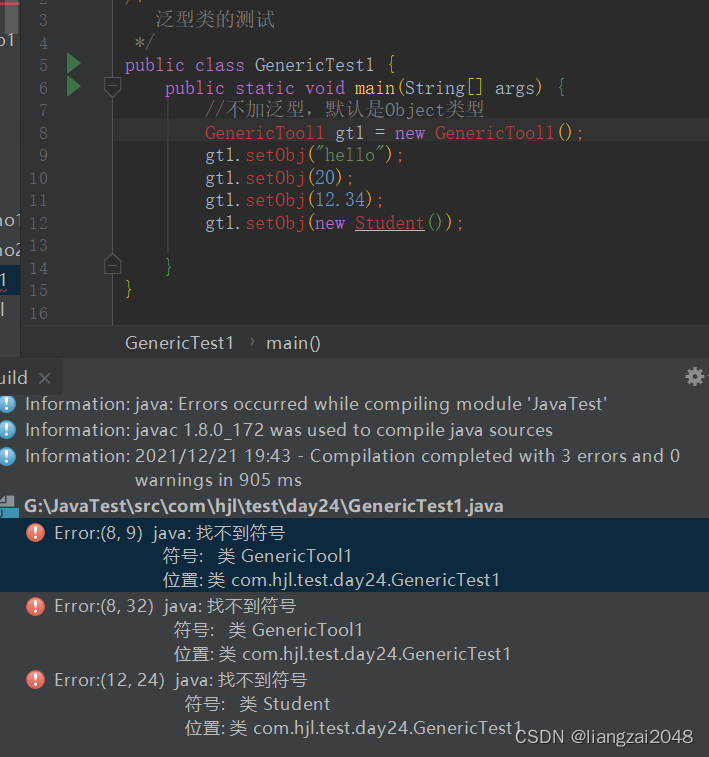 2
3 泛型类的测试
4 */
5 public class GenericTest1 {
6 public static void main(String[] args) {
7 //不加泛型，默认是Object类型
8 GenericTool1 gt1 = new GenericTool1();
9 gt1.setObj("hello");
10 gt1.setObj(20);
11 gt1.setObj(12.34);
12 gt1.setObj(new Student());
13
14 }
15 }
16
GenericTest1 › main()
uild ×
Information: java: Errors occurred while compiling module 'JavaTest'
Information: javac 1.8.0_172 was used to compile java sources
Information: 2021/12/21 19:43 - Compilation completed with 3 errors and 0
warnings in 905 ms
G:\JavaTest\src\com\hjl\test\day24\GenericTest1.java
Error:(8, 9) java: 找不到符号
符号: 类 GenericTool1
位置: 类 com.hjl.test.day24.GenericTest1
Error:(8, 32) java: 找不到符号
符号: 类 GenericTool1
位置: 类 com.hjl.test.day24.GenericTest1
Error:(12, 24) java: 找不到符号
符号: 类 Student
位置: 类 com.hjl.test.day24.GenericTest1
CSDN @liangzai2048